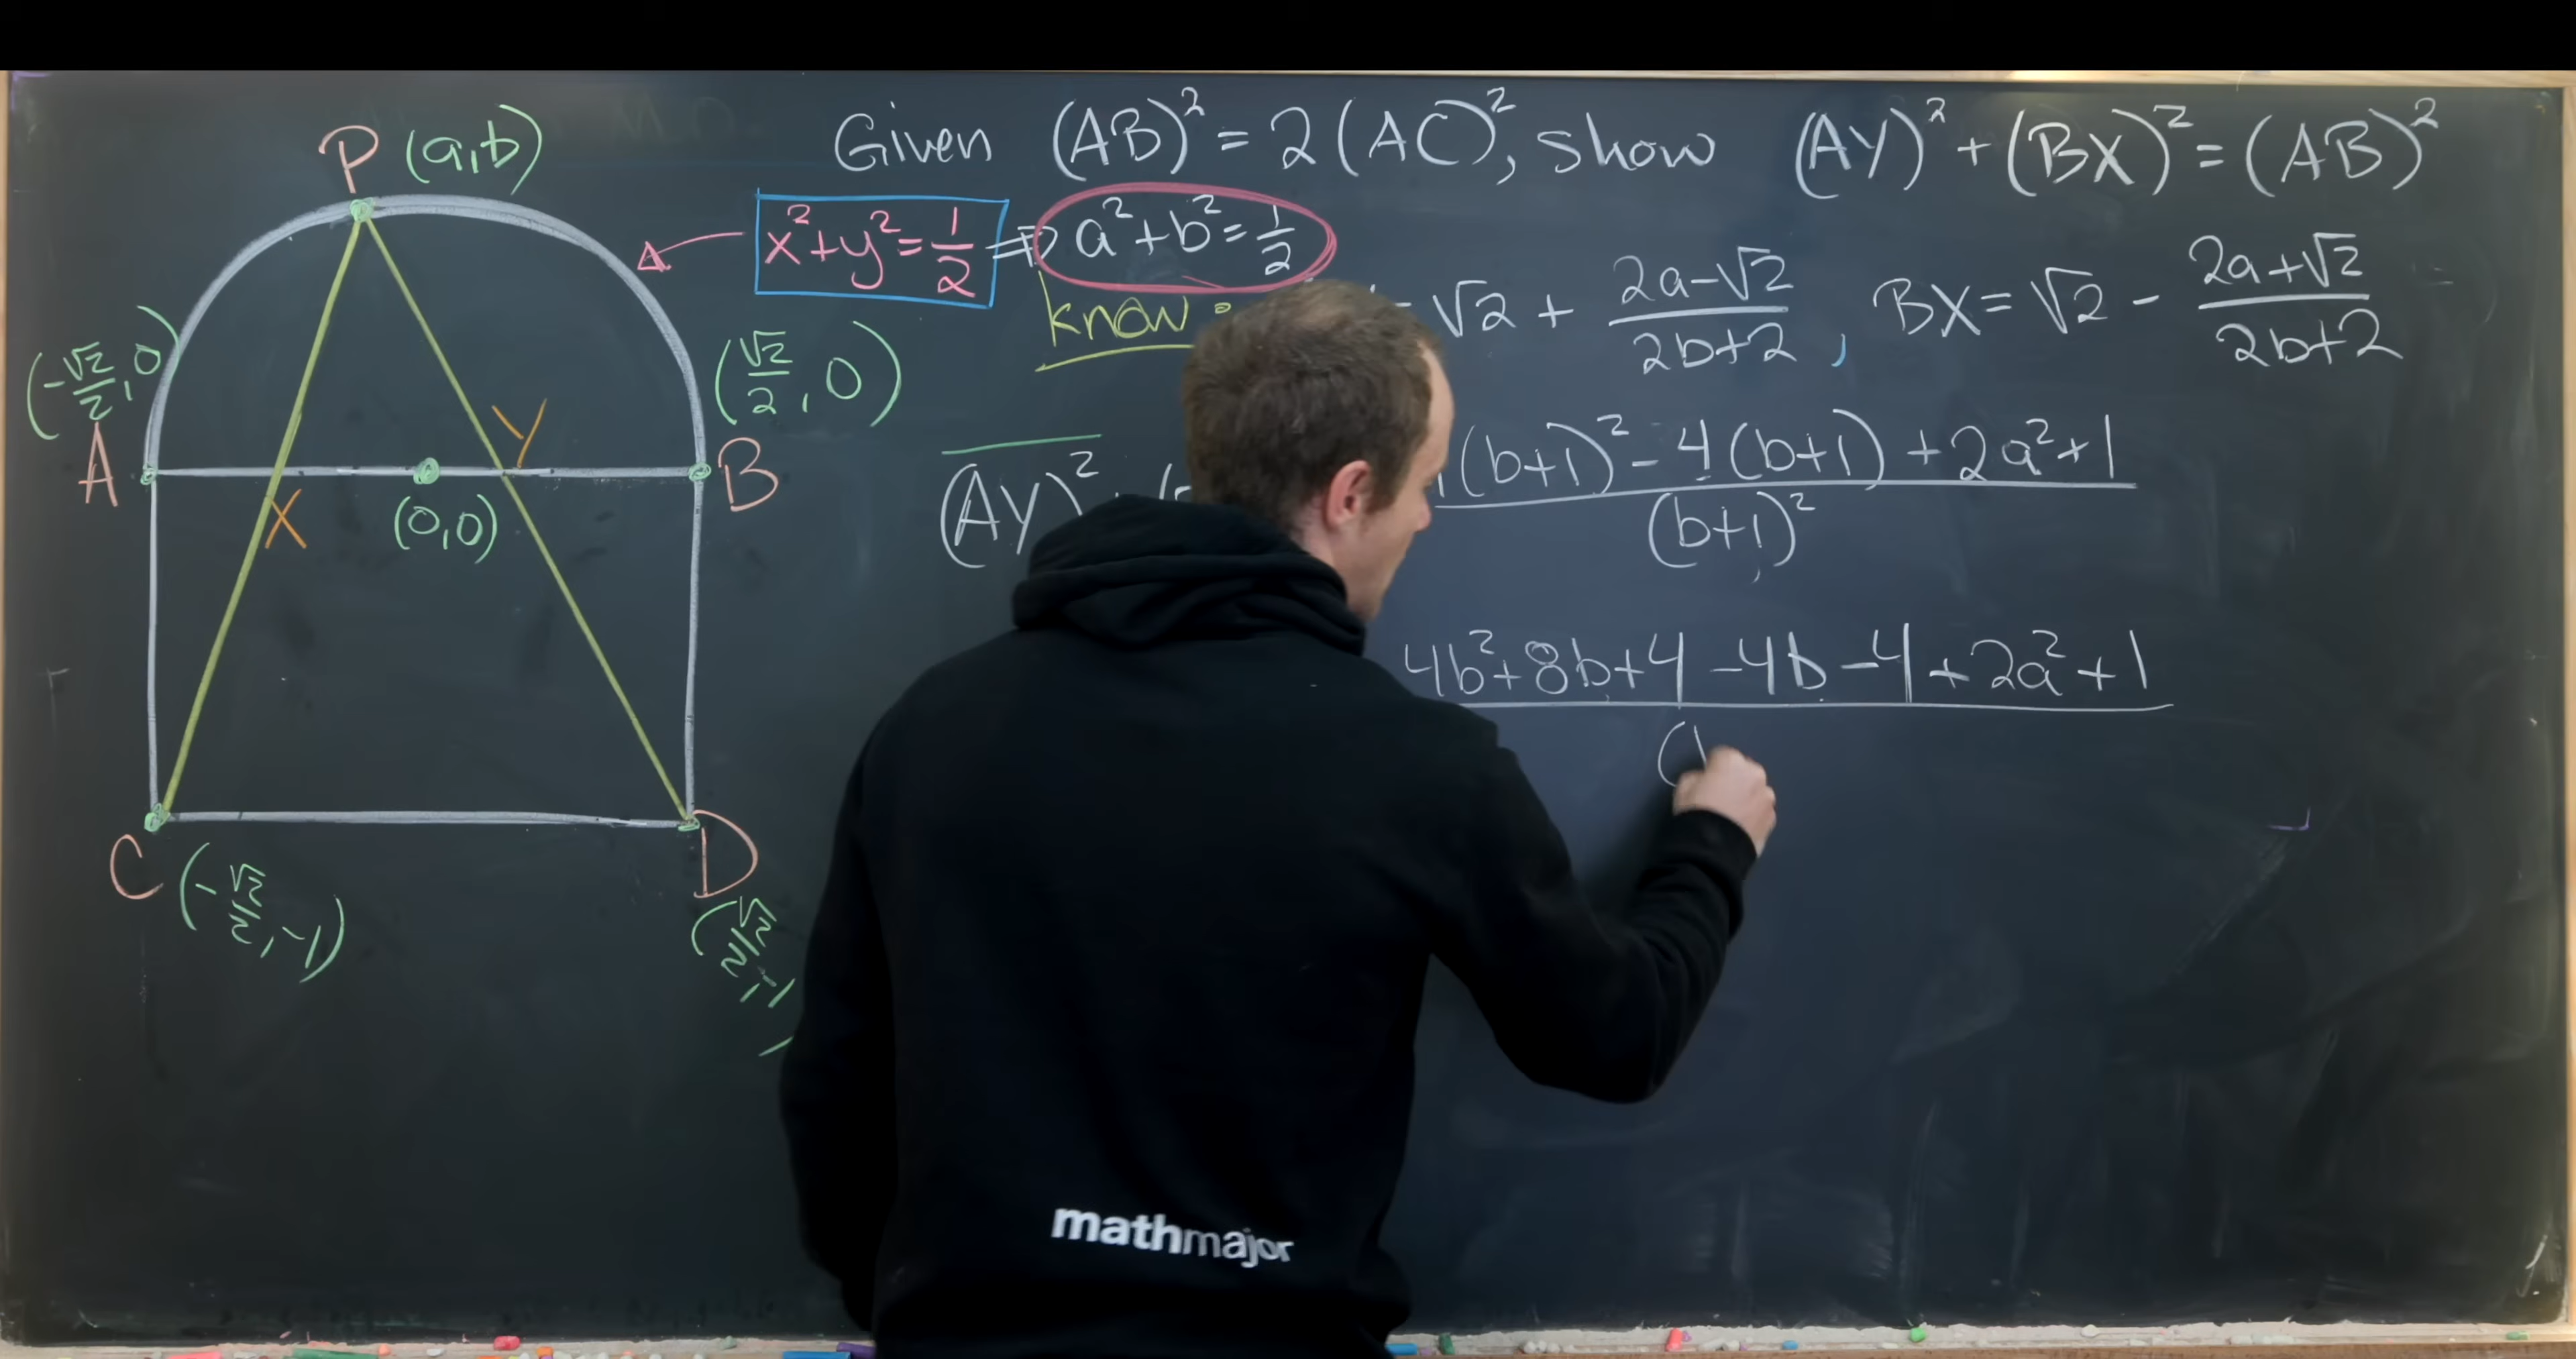 Given (AB)² = 2(AC)², show (AY)² + (BX)² = (AB)²
P (a,b)
x²+y²=1/2 ⇒ a²+b²=1/2
know:
= √2 + (2a-√2)/(2b+2), BX = √2 - (2a+√2)/(2b+2)
(-√2/2, 0)
(√2/2, 0)
A
X
(0,0)
Y
B
(AY)²
(b+1)² - 4(b+1) + 2a² + 1
(b+1)²
4b²+8b+4 -4b -4 +2a² +1
C (-√2/2, -1)
D
(√2/2, -1
mathmajor